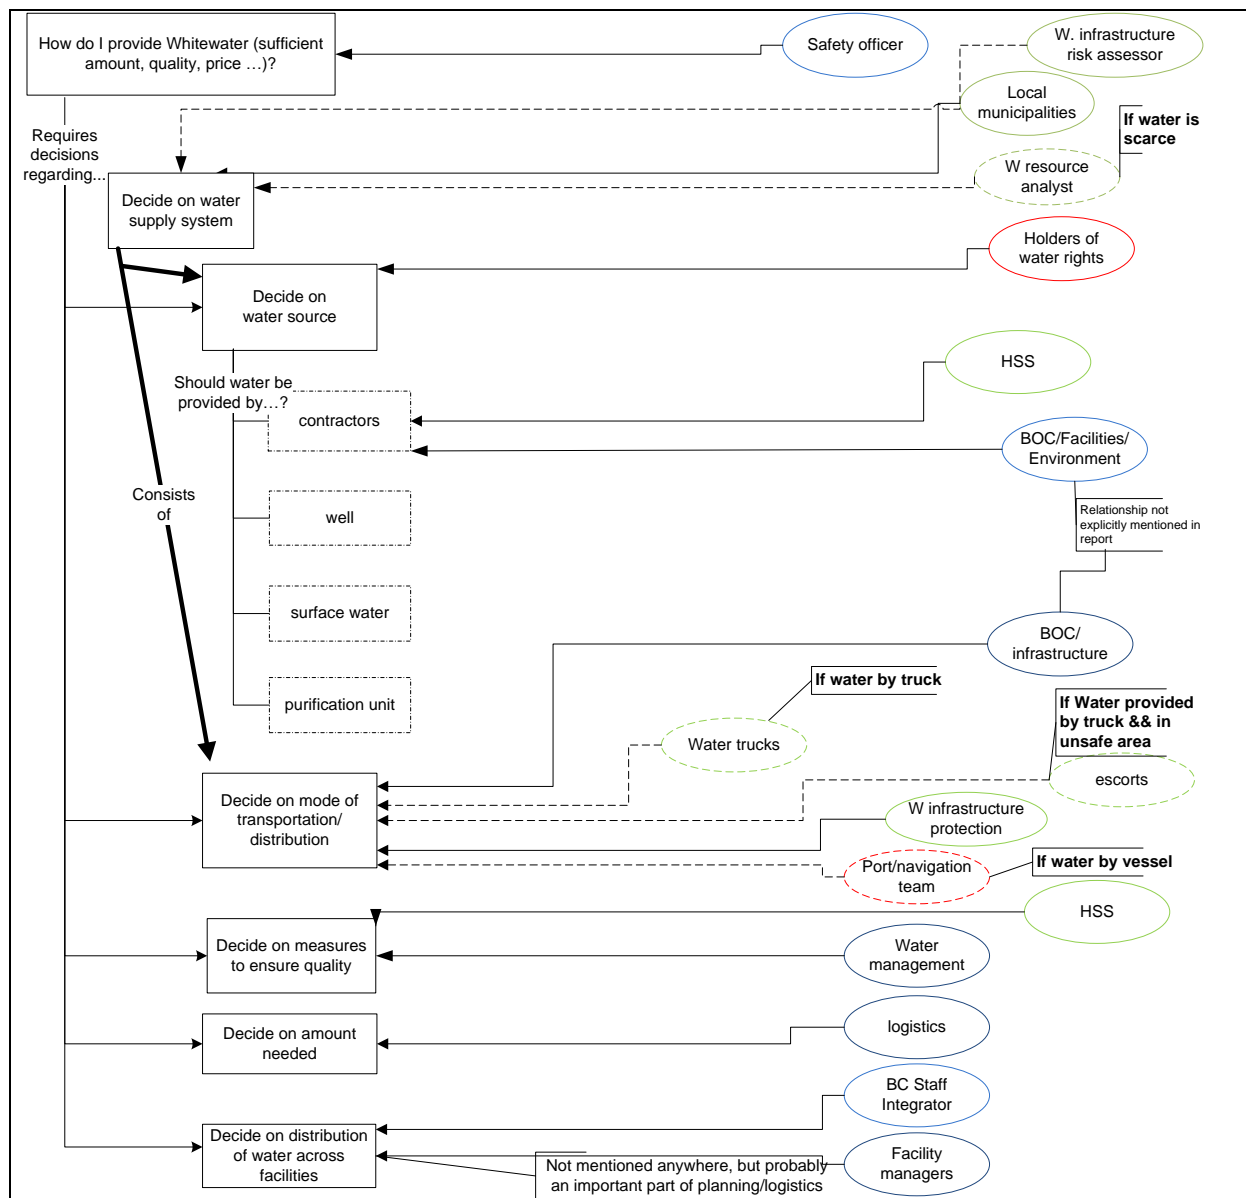 How do I provide Whitewater (sufficient
amount, quality, price …)?
Safety officer
W. infrastructure
risk assessor
Local
municipalities
If water is
scarce
Requires
decisions
regarding...
W resource
analyst
Decide on water
supply system
Holders of
water rights
Decide on
water source
HSS
Should water be
provided by…?
contractors
BOC/Facilities/
Environment
Consists
of
well
Relationship not
explicitly mentioned in
report
surface water
BOC/
infrastructure
If water by truck
purification unit
If Water provided
by truck && in
unsafe area
Water trucks
escorts
Decide on mode of
transportation/
distribution
W infrastructure
protection
Port/navigation
team
If water by vessel
HSS
Decide on measures
to ensure quality
Water
management
Decide on amount
needed
logistics
BC Staff
Integrator
Decide on distribution
of water across
facilities
Facility
managers
Not mentioned anywhere, but probably
an important part of planning/logistics